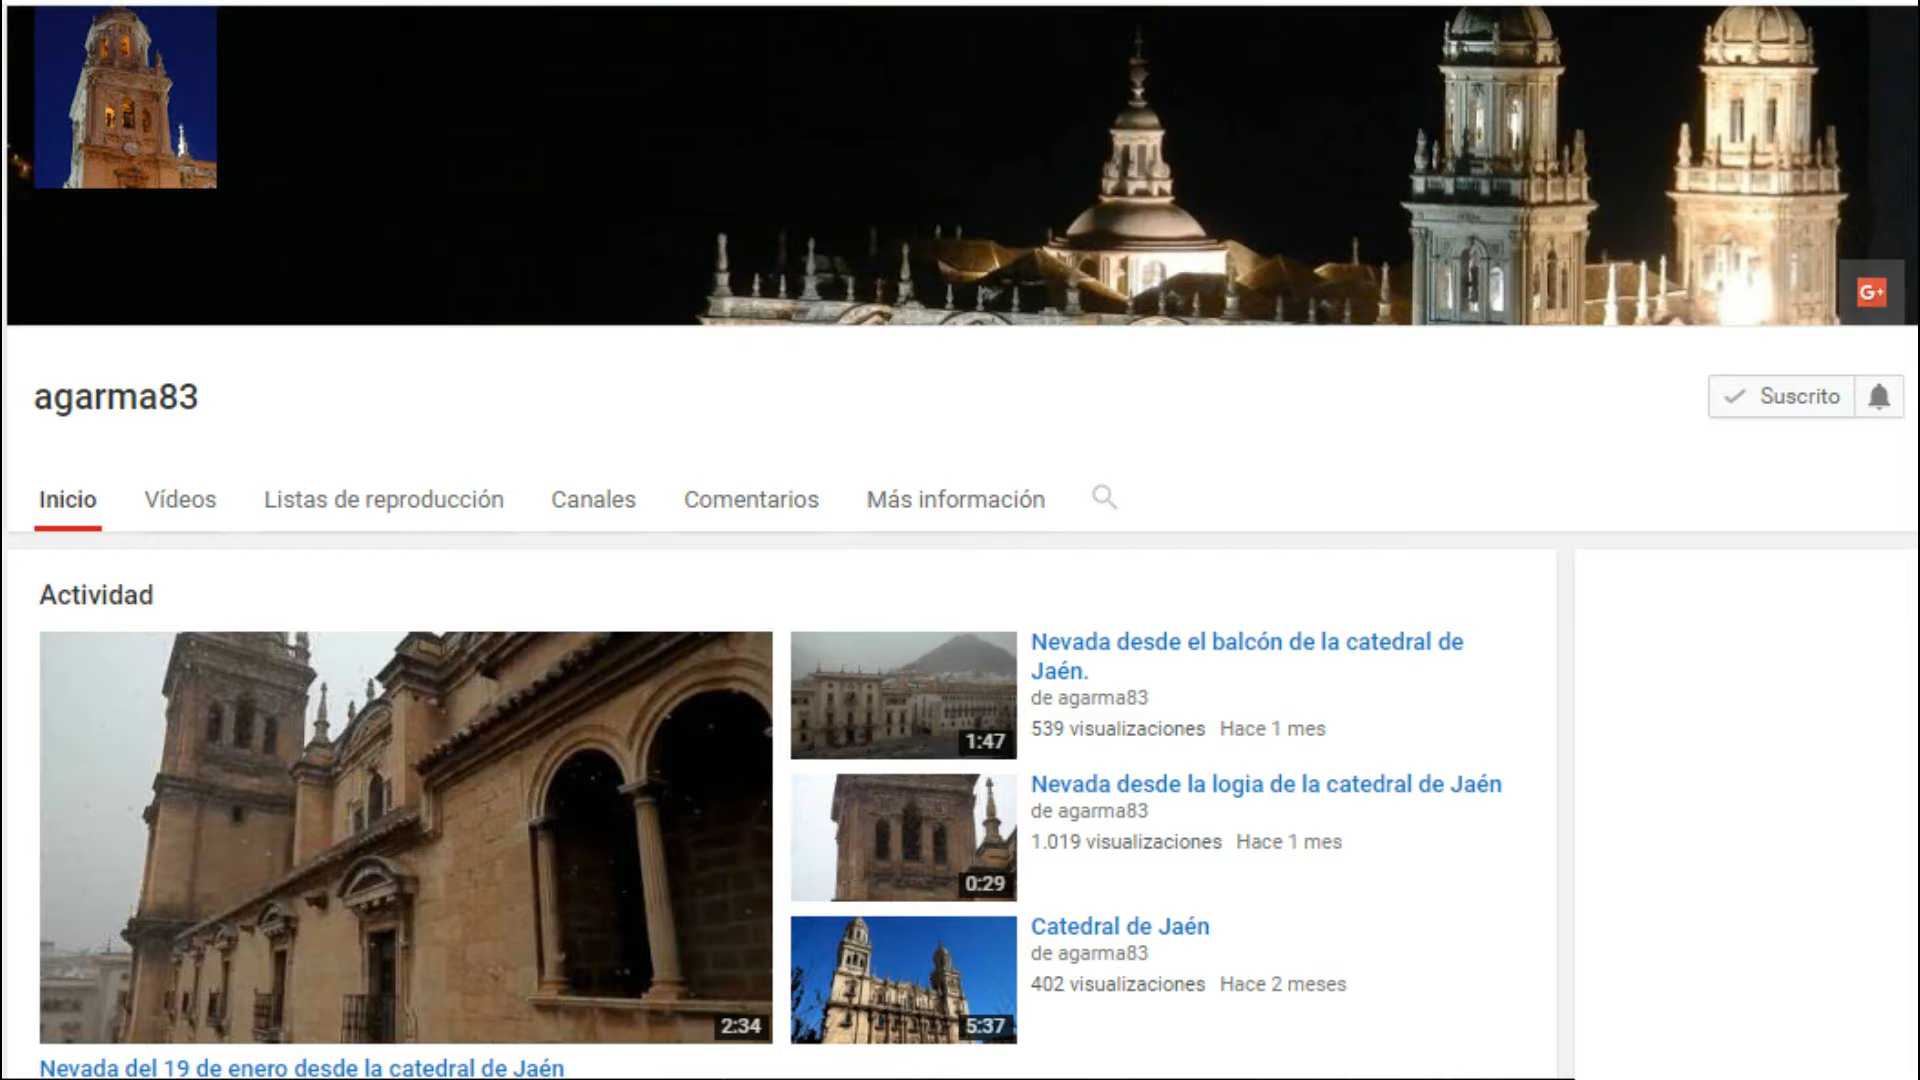 G+
agarma83
Suscrito
Inicio Vídeos Listas de reproducción Canales Comentarios Más información
Actividad
2:34
Nevada del 19 de enero desde la catedral de Jaén
1:47
Nevada desde el balcón de la catedral de
Jaén.
de agarma83
539 visualizaciones Hace 1 mes
0:29
Nevada desde la logia de la catedral de Jaén
de agarma83
1.019 visualizaciones Hace 1 mes
5:37
Catedral de Jaén
de agarma83
402 visualizaciones Hace 2 meses